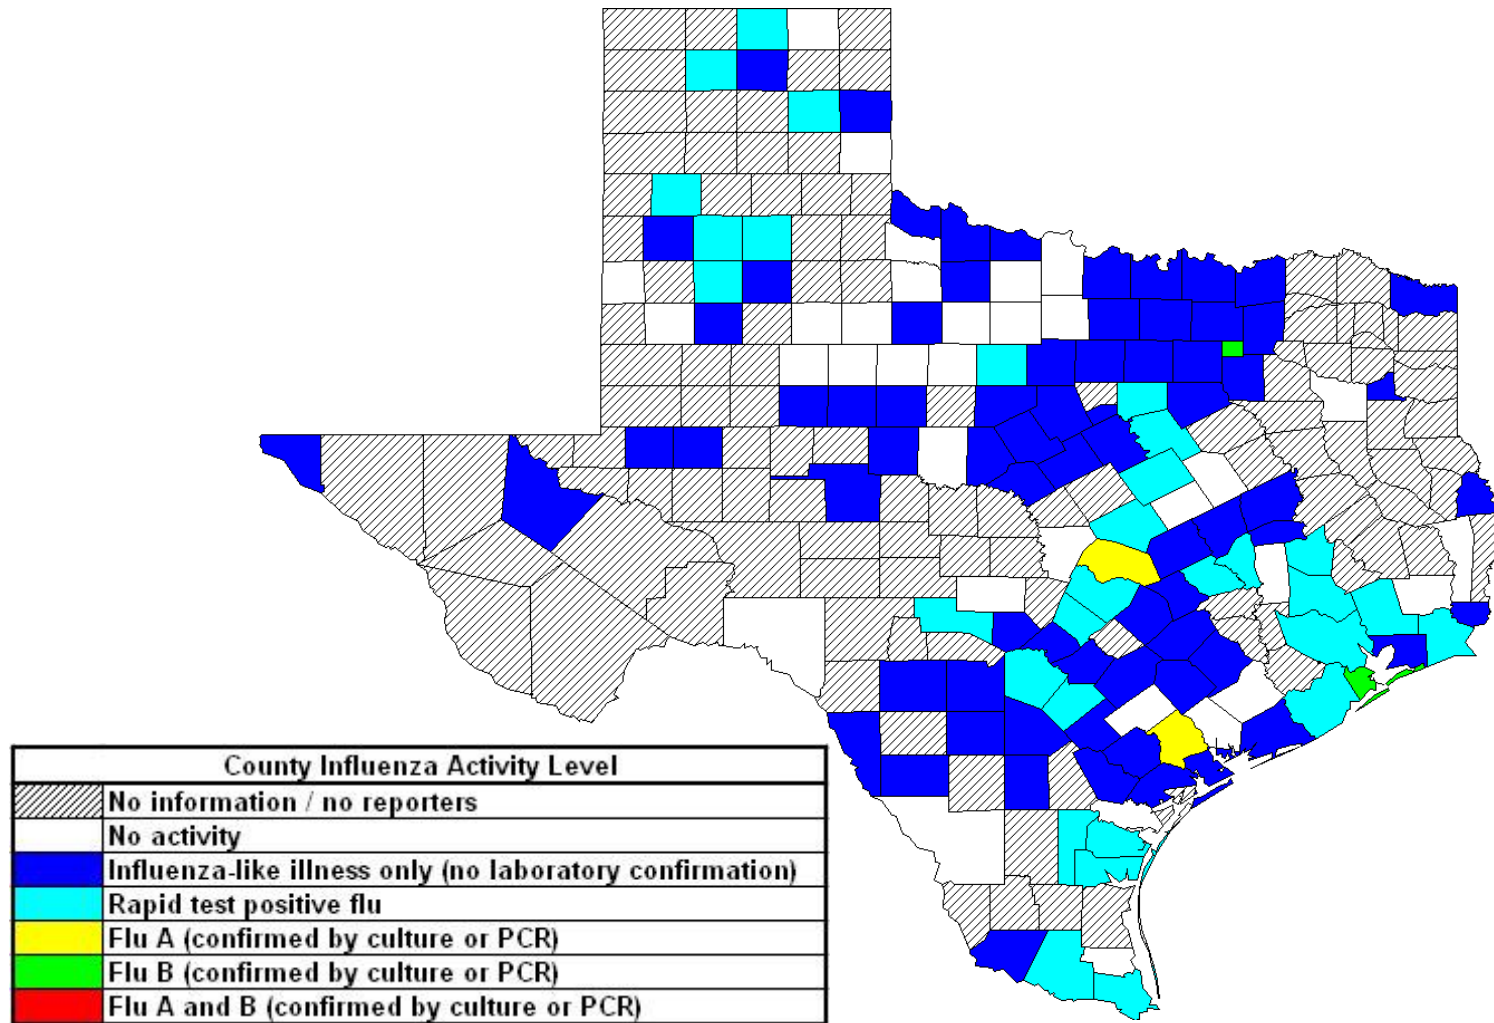 County Influenza Activity Level
No information / no reporters
No activity
Influenza-like illness only (no laboratory confirmation)
Rapid test positive flu
Flu A (confirmed by culture or PCR)
Flu B (confirmed by culture or PCR)
Flu A and B (confirmed by culture or PCR)